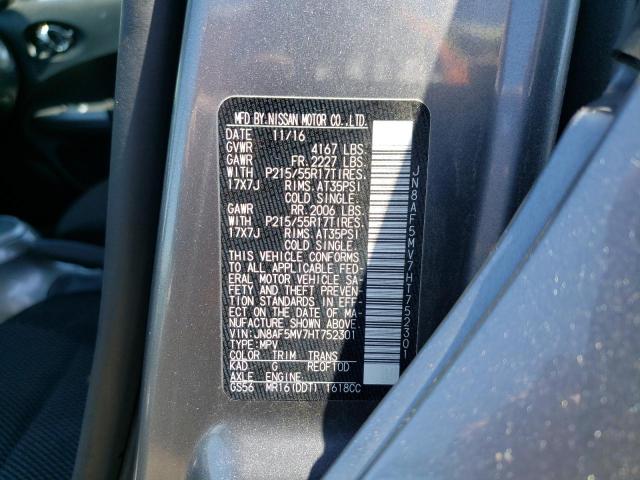 MFD BY:NISSAN MOTOR CO.,LTD.
DATE 11/16
GVWR 4167 LBS
GAWR FR. 2227 LBS
WITH P215/55R17TIRES,
17X7J RIMS,AT35PSI
COLD SINGLE.
GAWR RR. 2006 LBS
WITH P215/55R17TIRES,
17X7J RIMS,AT35PSI
COLD SINGLE.
THIS VEHICLE CONFORMS
TO ALL APPLICABLE FED-
ERAL MOTOR VEHICLE SA-
FETY AND THEFT PREVEN-
TION STANDARDS IN EFF-
ECT ON THE DATE OF MA-
NUFACTURE SHOWN ABOVE.
VIN:JN8AF5MV7HT752301
TYPE:MPV
COLOR TRIM TRANS
KAD G RE0F10D
AXLE ENGINE
GS56 MR16(DDT) 1618CC
JN8AF5MV7HT752301